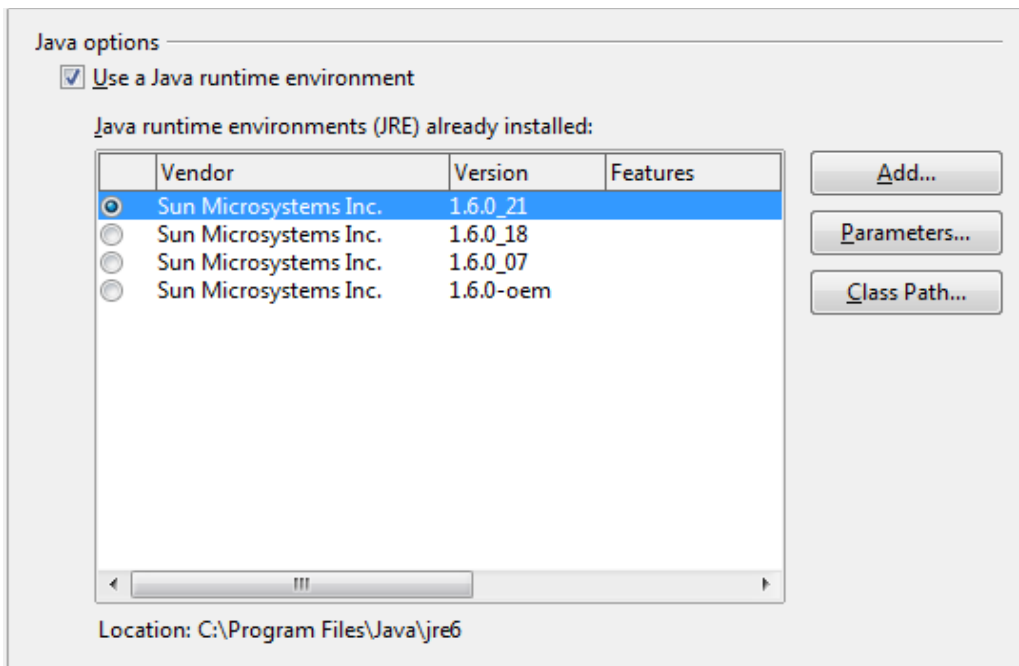 Java options
Use a Java runtime environment
Java runtime environments (JRE) already installed:
Vendor Version Features
Sun Microsystems Inc. 1.6.0_21
Sun Microsystems Inc. 1.6.0_18
Sun Microsystems Inc. 1.6.0_07
Sun Microsystems Inc. 1.6.0-oem
Add...
Parameters...
Class Path...
Location: C:\Program Files\Java\jre6